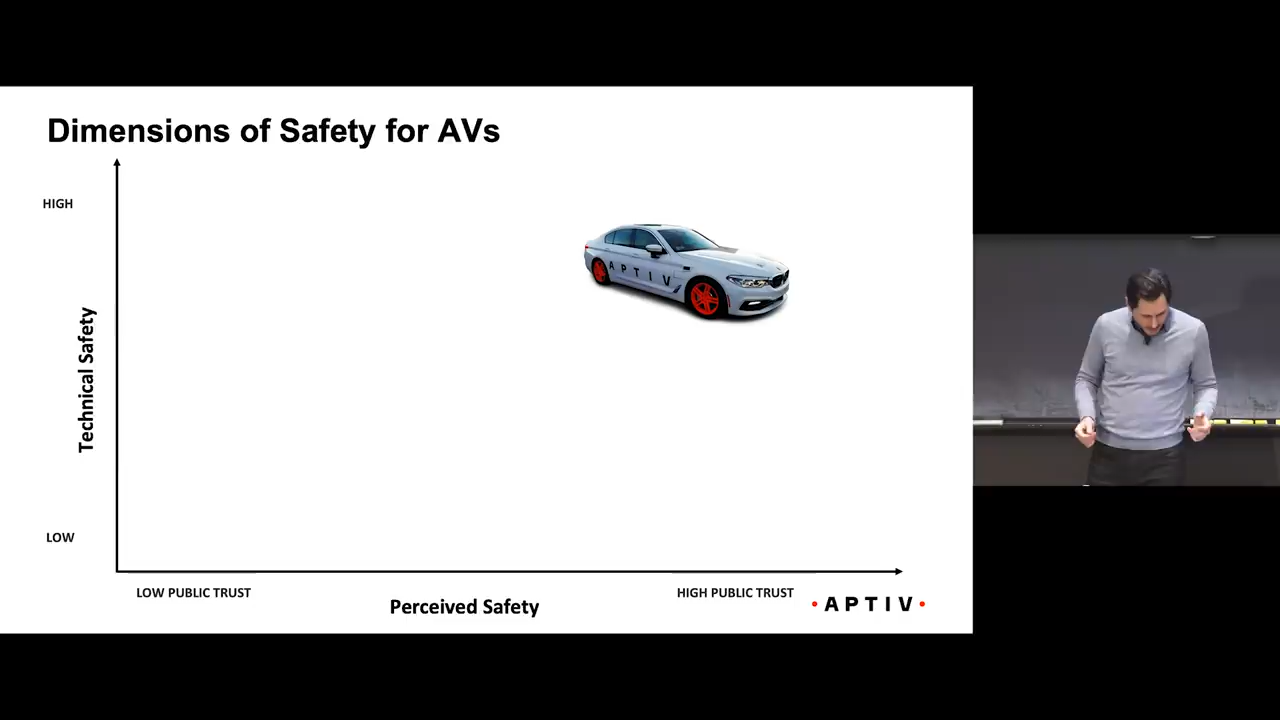 Dimensions of Safety for AVs
HIGH
APTIV
Technical Safety
LOW
LOW PUBLIC TRUST
HIGH PUBLIC TRUST
Perceived Safety
• APTIV •